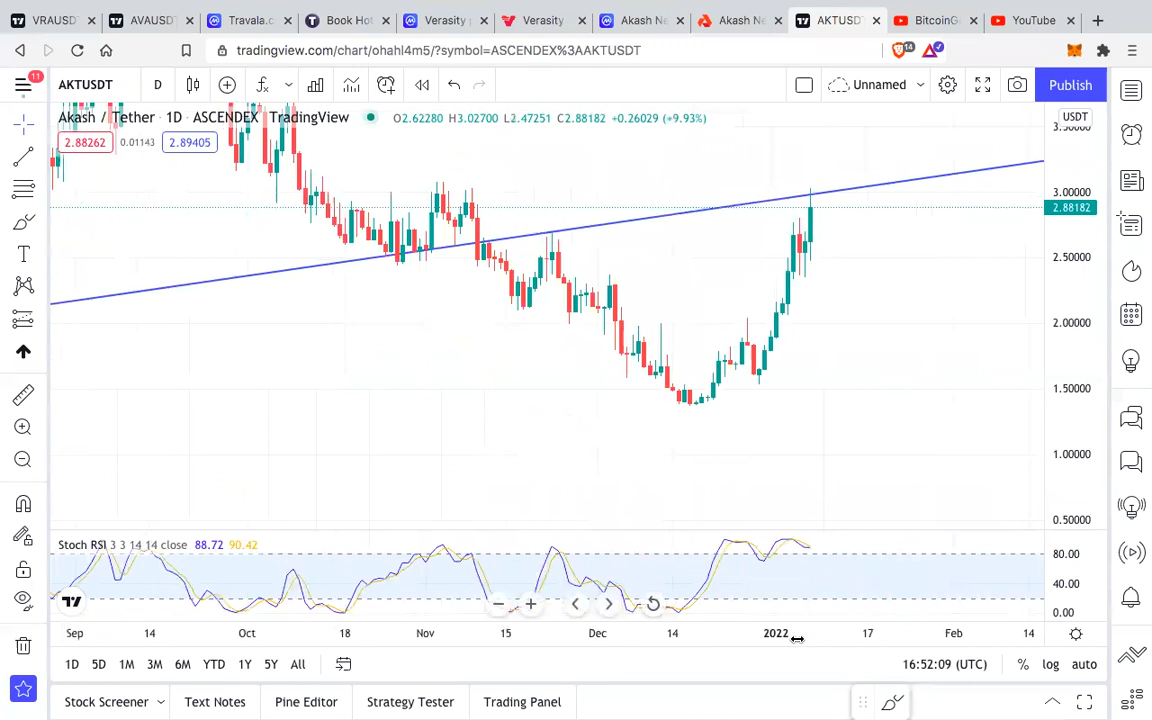 VRAUSD
AVAUSD
Travala.c
Book Hot
Verasity p
Verasity
Akash Ne
Akash Ne
AKTUSD
BitcoinG
YouTube
tradingview.com/chart/ohahl4m5/?symbol=ASCENDEX%3AAKTUSDT
14
11
AKTUSDT
D
Unnamed
Publish
Akash / Tether · 1D · ASCENDEX TradingView
O2.62280 H3.02700 L2.47251 C2.88182 +0.26029 (+9.93%)
USDT
2.88262
0.01143
2.89405
3.50000
3.00000
2.88182
2.50000
2.00000
1.50000
1.00000
0.50000
Stoch RSI 3 3 14 14 close 88.72 90.42
80.00
40.00
0.00
Sep 14 Oct 18 Nov 15 Dec 14 2022 17 Feb 14
1D 5D 1M 3M 6M YTD 1Y 5Y All
16:52:09 (UTC) % log auto
Stock Screener Text Notes Pine Editor Strategy Tester Trading Panel